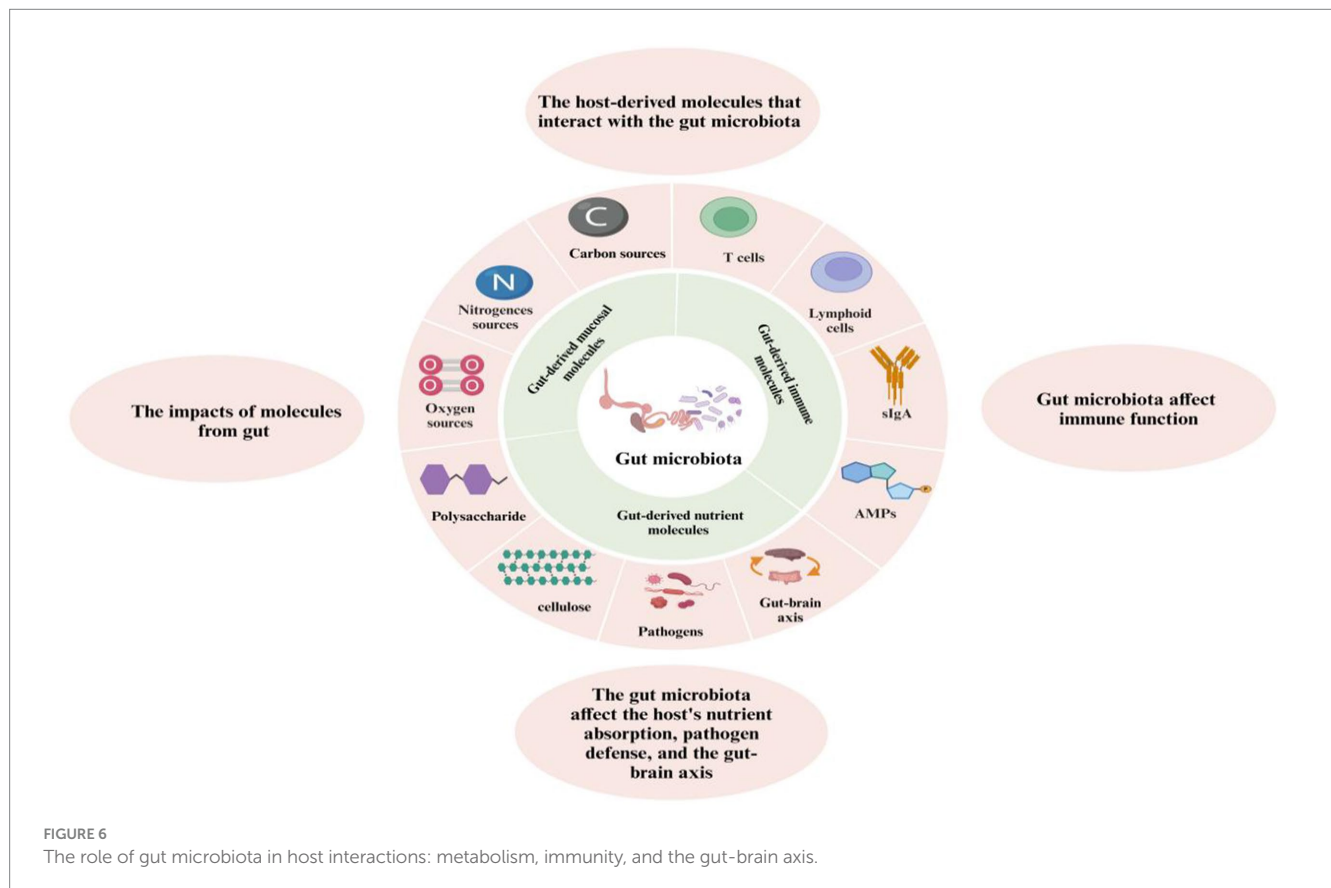 The host-derived molecules that
interact with the gut microbiota
C
Carbon sources
T cells
N
Nitrogences
sources
Lymphoid
cells
Gut-derived mucosal
molecules
Gut-derived immune
molecules
Oxygen
sources
sIgA
The impacts of molecules
from gut
Gut microbiota affect
immune function
Gut microbiota
Polysaccharide
AMPs
P
Gut-derived nutrient
molecules
cellulose
Pathogens
Gut-brain
axis
The gut microbiota
affect the host's nutrient
absorption, pathogen
defense, and the gut-
brain axis
FIGURE 6
The role of gut microbiota in host interactions: metabolism, immunity, and the gut-brain axis.